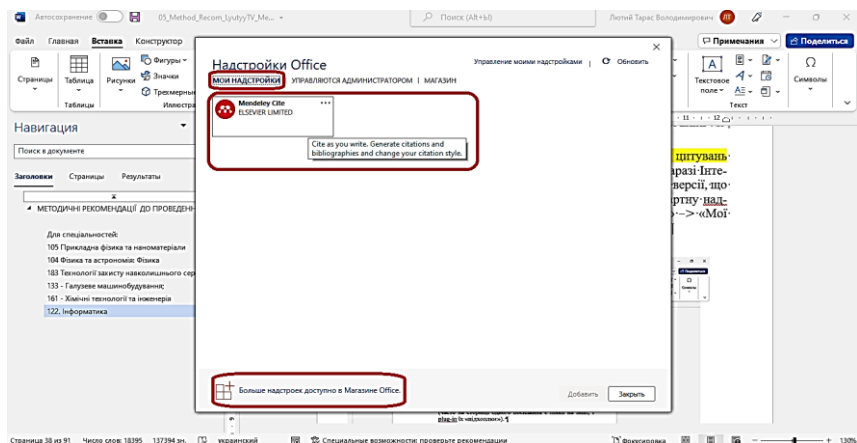 Автосохранение
05_Method_Recom_LyutyyTV_Me...
Поиск (Alt+Ы)
Лютий Тарас Володимирович
ЛТ
Файл Главная Вставка Конструктор
Примечания
Поделиться
Страницы
Таблица
Рисунки
Фигуры
Значки
Трехмерны
Таблицы
Иллюстра
Текстовое
поле
Символы
Текст
Надстройки Office
Управление моими надстройками | Обновить
МОИ НАДСТРОЙКИ УПРАВЛЯЮТСЯ АДМИНИСТРАТОРОМ | МАГАЗИН
Mendeley Cite
ELSEVIER LIMITED
Cite as you write. Generate citations and
bibliographies and change your citation style.
Больше надстроек доступно в Магазине Office.
Добавить Закрыть
Навигация
Поиск в документе
Заголовки Страницы Результаты
МЕТОДИЧНІ РЕКОМЕНДАЦІЇ ДО ПРОВЕДЕНН
Для спеціальностей:
105 Прикладна фізика та наноматеріали
104 Фізика та астрономія: Фізика
183 Технології захисту навколишнього сер
133 - Галузеве машинобудування;
161 - Хімічні технології та інженерія
122, Інформатика
цитувань
аразі Інте-
версії, що
ртну над-
–> «Мої
plug-in
Страница 38 из 91 Число слов: 18395 137394 зн. украинский Специальные возможности: проверьте рекомендации Фокусировка 130%